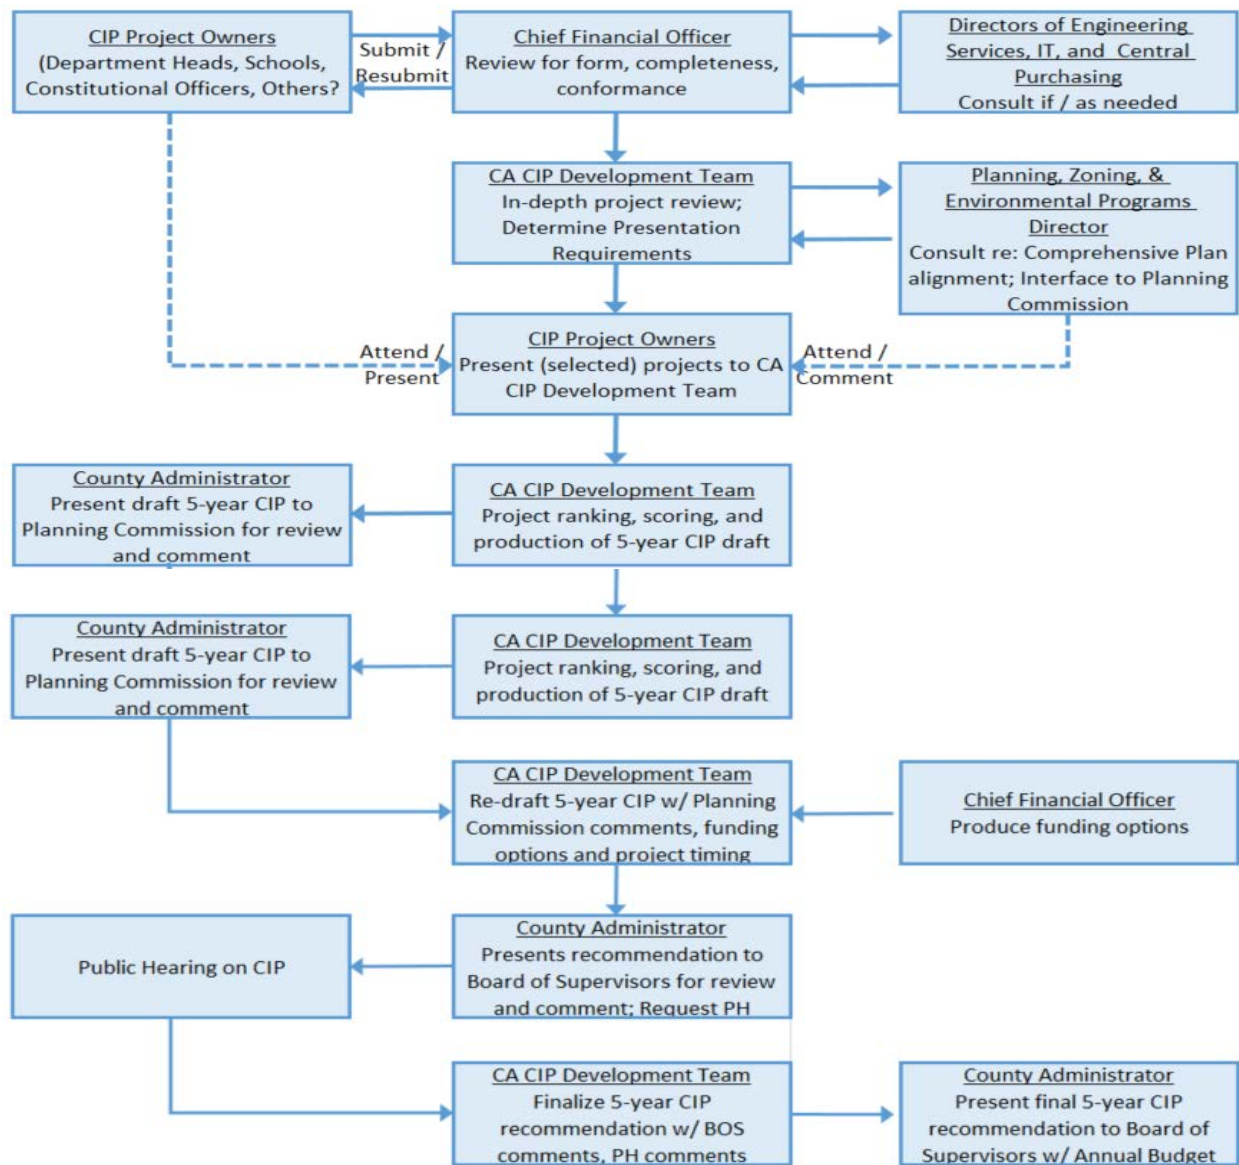 CIP Project Owners
(Department Heads, Schools,
Constitutional Officers, Others?
Submit /
Resubmit
Chief Financial Officer
Review for form, completeness,
conformance
Directors of Engineering
Services, IT, and Central
Purchasing
Consult if / as needed
CA CIP Development Team
In-depth project review;
Determine Presentation
Requirements
Planning, Zoning, &
Environmental Programs
Director
Consult re: Comprehensive Plan
alignment; Interface to Planning
Commission
Attend /
Present
CIP Project Owners
Present (selected) projects to CA
CIP Development Team
Attend /
Comment
County Administrator
Present draft 5-year CIP to
Planning Commission for review
and comment
CA CIP Development Team
Project ranking, scoring, and
production of 5-year CIP draft
County Administrator
Present draft 5-year CIP to
Planning Commission for review
and comment
CA CIP Development Team
Project ranking, scoring, and
production of 5-year CIP draft
CA CIP Development Team
Re-draft 5-year CIP w/ Planning
Commission comments, funding
options and project timing
Chief Financial Officer
Produce funding options
Public Hearing on CIP
County Administrator
Presents recommendation to
Board of Supervisors for review
and comment; Request PH
CA CIP Development Team
Finalize 5-year CIP
recommendation w/ BOS
comments, PH comments
County Administrator
Present final 5-year CIP
recommendation to Board of
Supervisors w/ Annual Budget